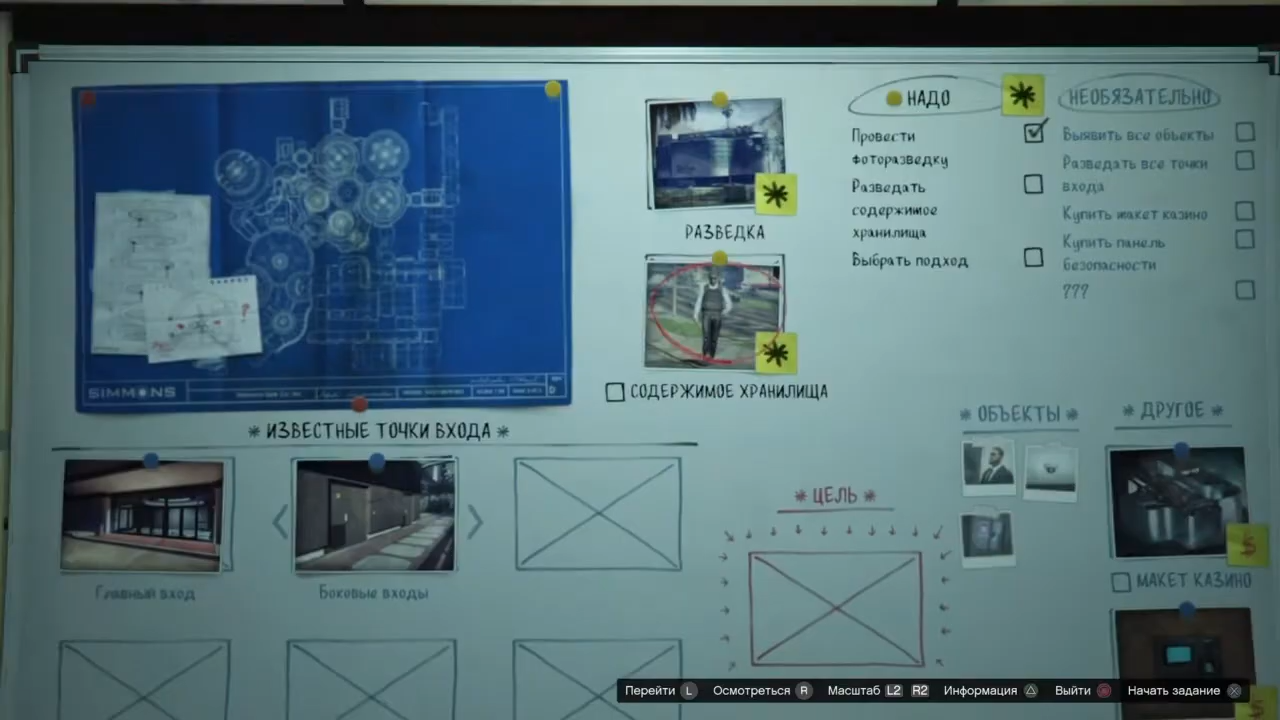 SIMMONS
РАЗВЕДКА
СОДЕРЖИМОЕ ХРАНИЛИЩА
НАДО
Провести
фоторазведку
Разведать
содержимое
хранилища
Выбрать подход
НЕОБЯЗАТЕЛЬНО
Выявить все объекты
Разведать все точки
входа
Купить макет казино
Купить панель
безопасности
???
* ИЗВЕСТНЫЕ ТОЧКИ ВХОДА *
Главный вход
Боковые входы
* ЦЕЛЬ *
* ОБЪЕКТЫ *
* ДРУГОЕ *
$
МАКЕТ КАЗИНО
$
Перейти L Осмотреться R Масштаб L2 R2 Информация Выйти Начать задание